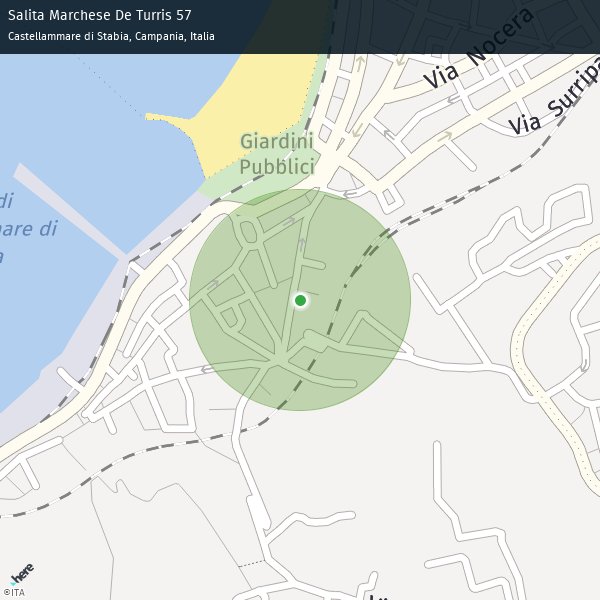 Salita Marchese De Turris 57
Castellammare di Stabia, Campania, Italia
Via Nocera
Via Surripa
Giardini
Pubblici
di
are di
a
here
©ITA